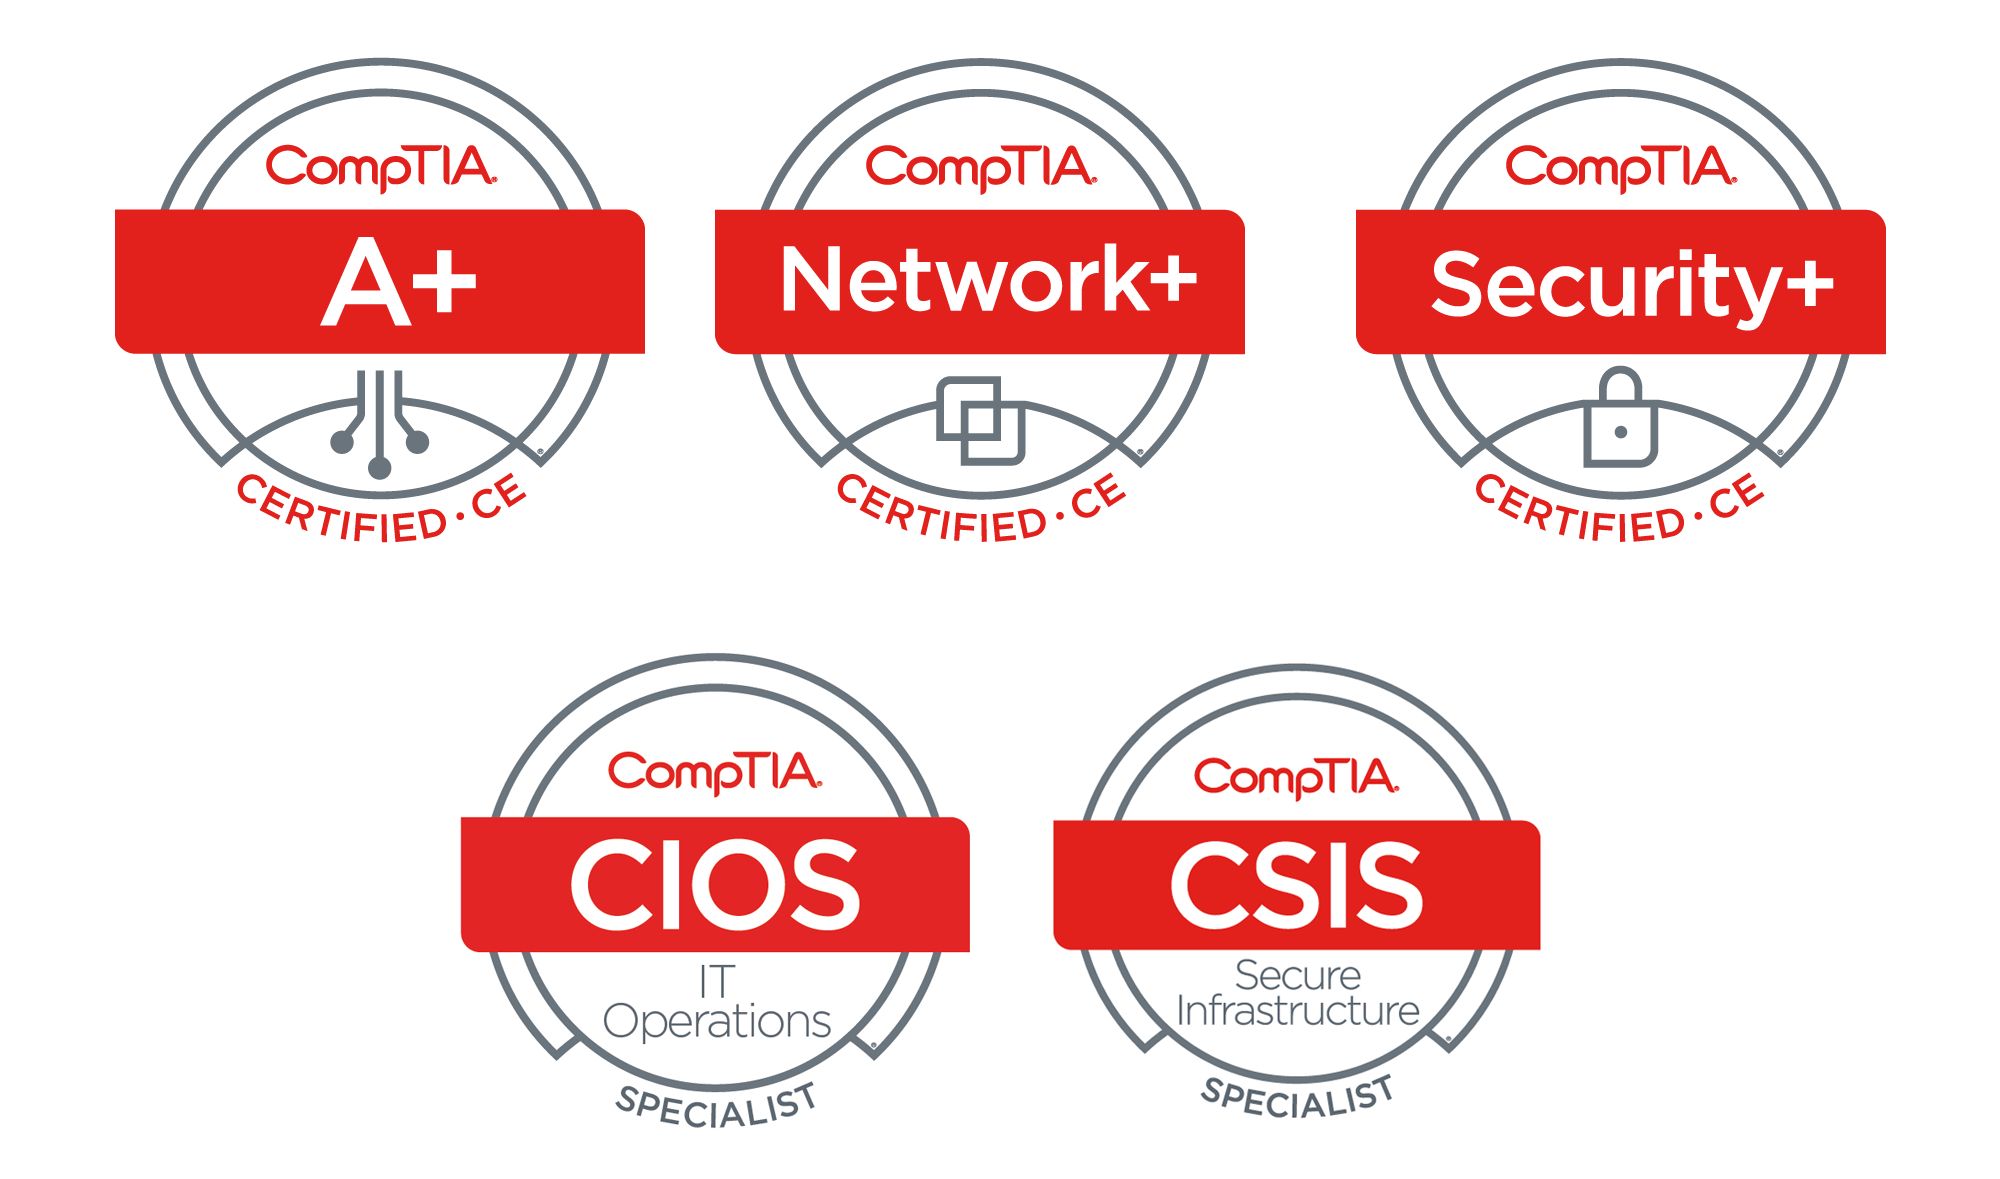 CompTIA®
A+
CERTIFIED · CE
CompTIA®
Network+
CERTIFIED · CE
CompTIA®
Security+
CERTIFIED · CE
CompTIA®
CIOS
IT
Operations
SPECIALIST
CompTIA®
CSIS
Secure
Infrastructure
SPECIALIST